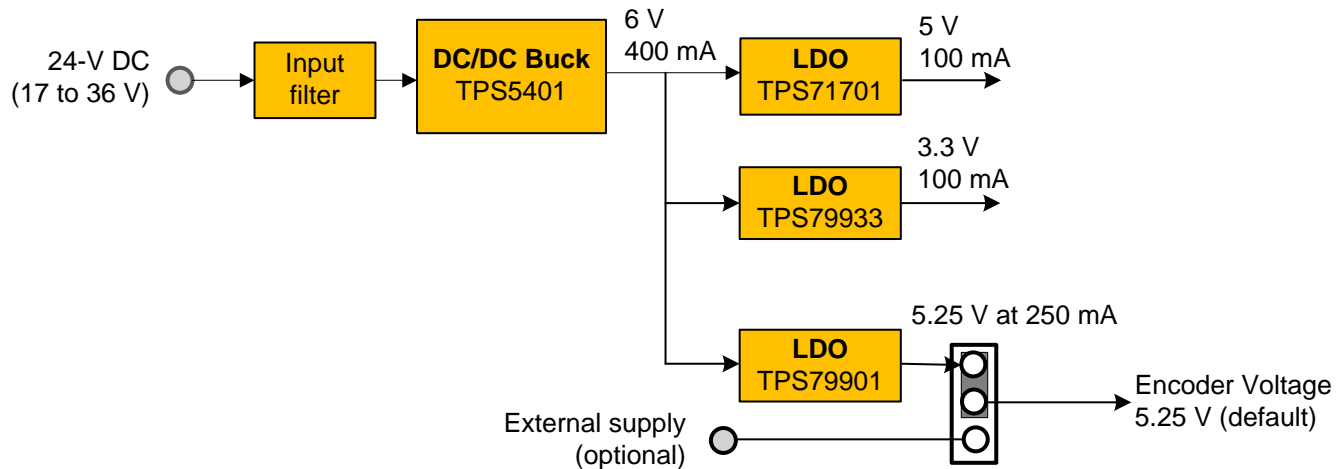 24-V DC
(17 to 36 V)
Input
filter
DC/DC Buck
TPS5401
6 V
400 mA
LDO
TPS71701
5 V
100 mA
LDO
TPS79933
3.3 V
100 mA
LDO
TPS79901
5.25 V at 250 mA
External supply
(optional)
Encoder Voltage
5.25 V (default)